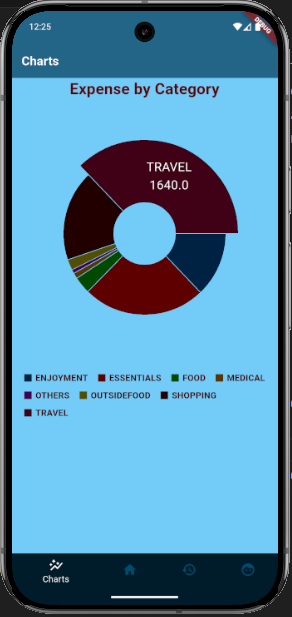 12:25
DEBUG
Charts
Expense by Category
TRAVEL
1640.0
ENJOYMENT ESSENTIALS FOOD MEDICAL
OTHERS OUTSIDEFOOD SHOPPING
TRAVEL
Charts